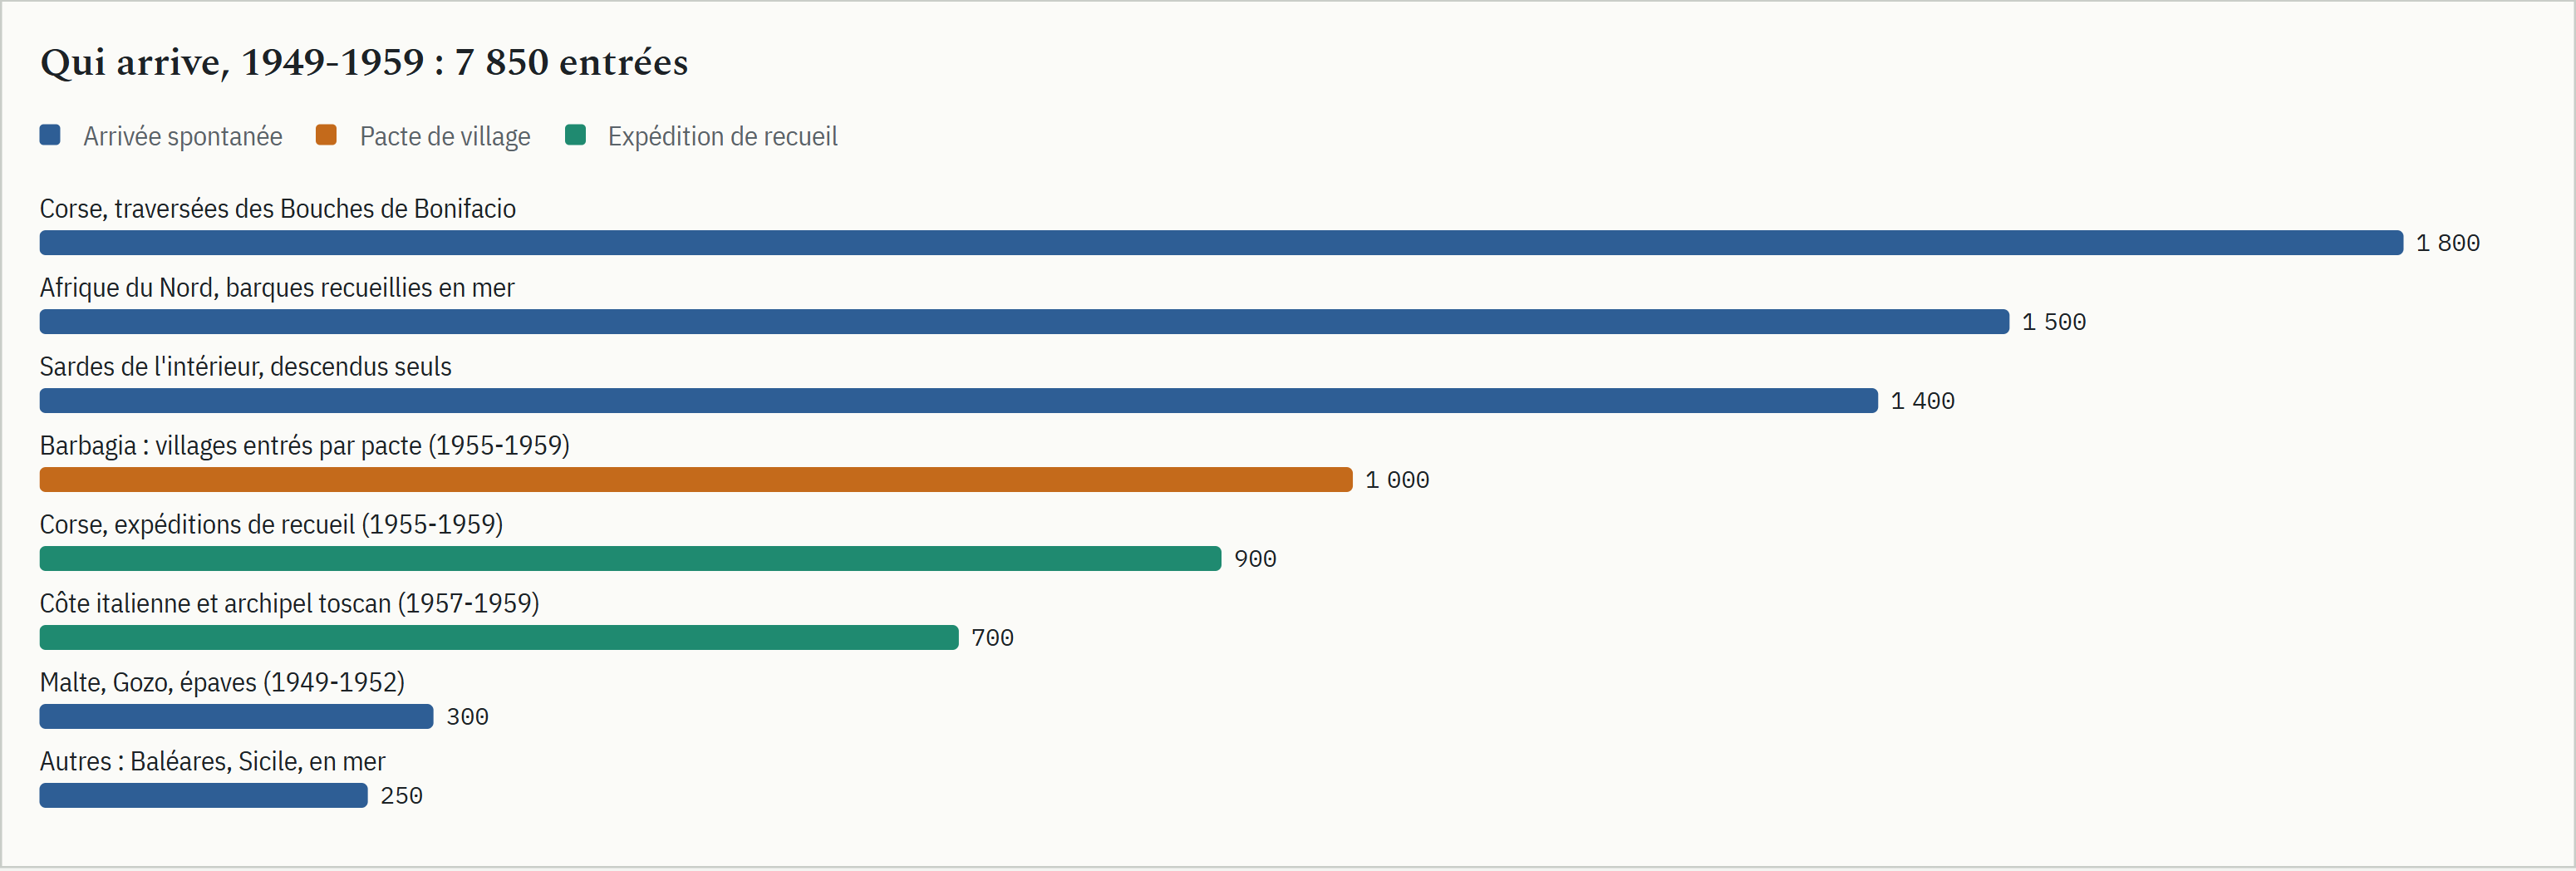 Qui arrive, 1949-1959 : 7 850 entrées
Arrivée spontanée Pacte de village Expédition de recueil
Corse, traversées des Bouches de Bonifacio
1 800
Afrique du Nord, barques recueillies en mer
1 500
Sardes de l'intérieur, descendus seuls
1 400
Barbagia : villages entrés par pacte (1955-1959)
1 000
Corse, expéditions de recueil (1955-1959)
900
Côte italienne et archipel toscan (1957-1959)
700
Malte, Gozo, épaves (1949-1952)
300
Autres : Baléares, Sicile, en mer
250